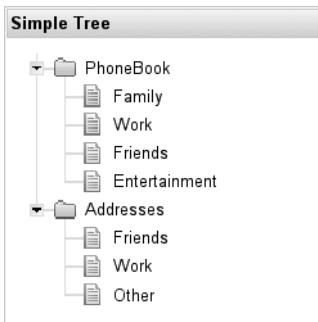 Simple Tree
PhoneBook
Family
Work
Friends
Entertainment
Addresses
Friends
Work
Other